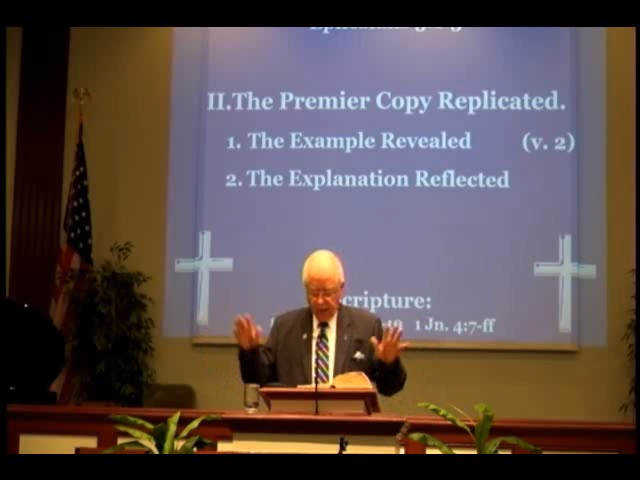 II.The Premier Copy Replicated.
1. The Example Revealed (v. 2)
2. The Explanation Reflected
cripture:
1 Jn. 4:7-ff